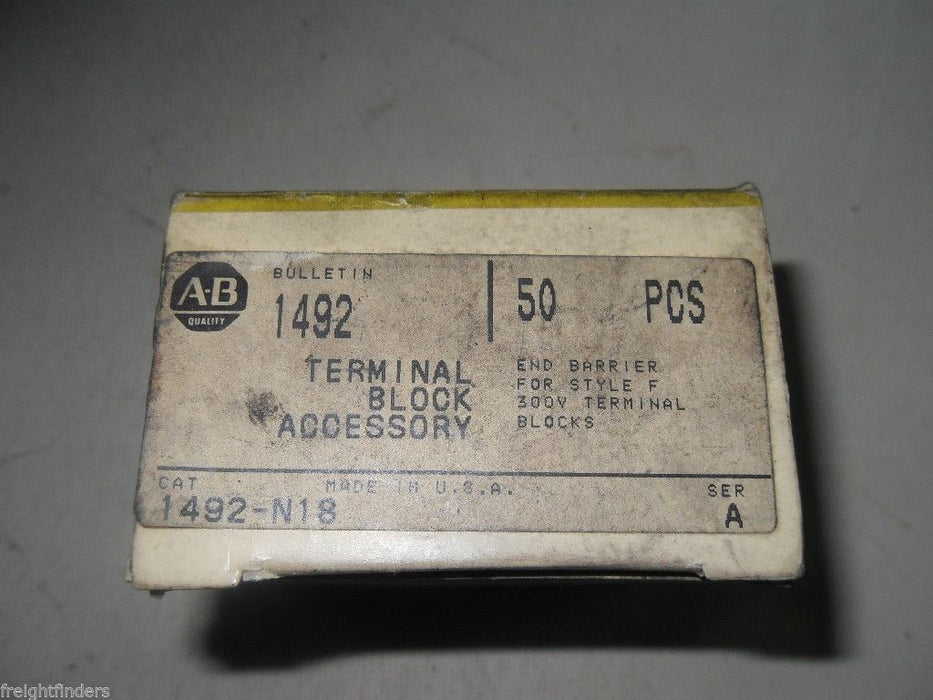 A-B
QUALITY
BULLETIN
1492
50 PCS
TERMINAL
BLOCK
ACCESSORY
END BARRIER
FOR STYLE F
300V TERMINAL
BLOCKS
CAT
MADE IN U.S.A.
SER
1492-N18
A
freightfinders